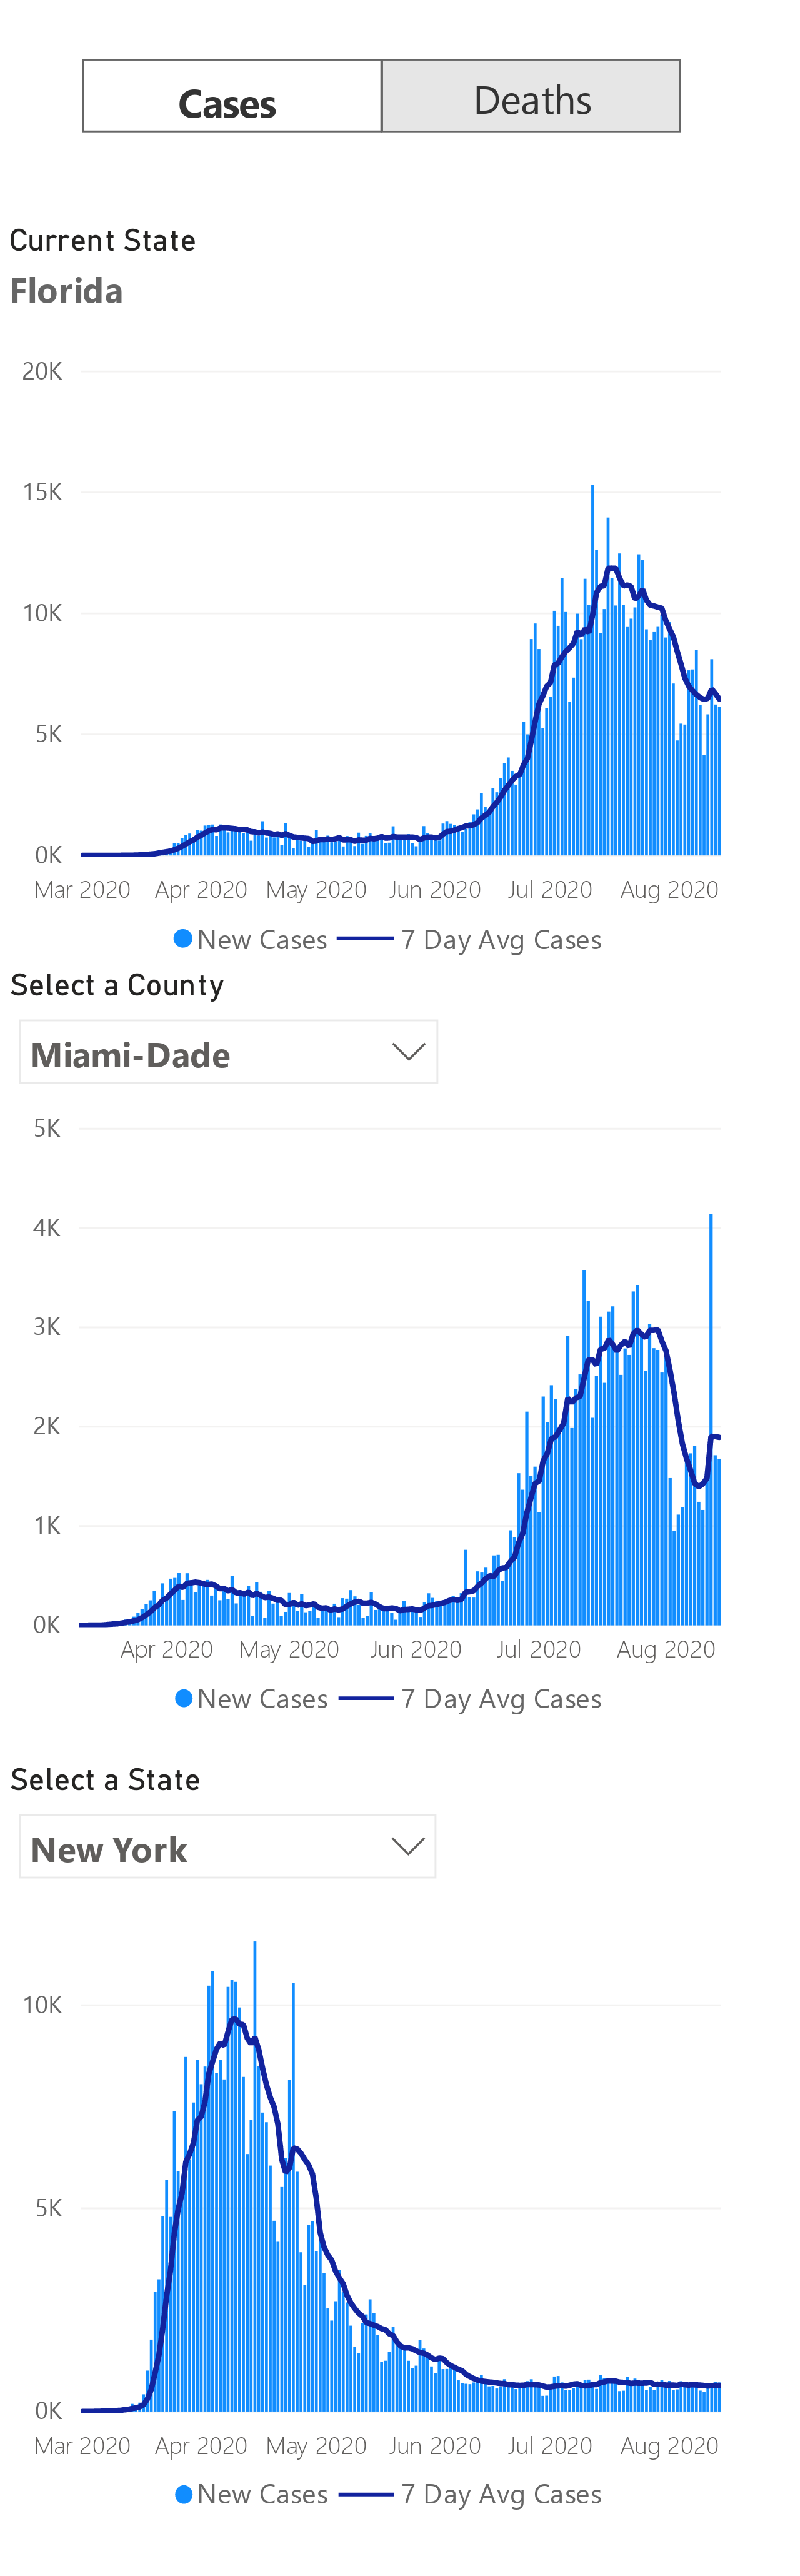 Cases Deaths
Current State
Florida
20K
15K
10K
5K
0K
Mar 2020 Apr 2020 May 2020 Jun 2020 Jul 2020 Aug 2020
New Cases 7 Day Avg Cases
Select a County
Miami-Dade
5K
4K
3K
2K
1K
0K
Apr 2020 May 2020 Jun 2020 Jul 2020 Aug 2020
New Cases 7 Day Avg Cases
Select a State
New York
10K
5K
0K
Mar 2020 Apr 2020 May 2020 Jun 2020 Jul 2020 Aug 2020
New Cases 7 Day Avg Cases